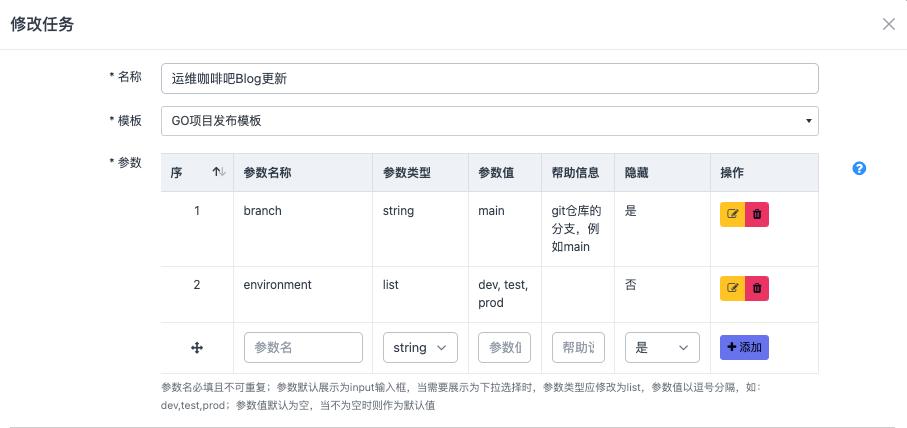 修改任务
* 名称 运维咖啡吧Blog更新
* 模板 GO项目发布模板
* 参数
序 参数名称 参数类型 参数值 帮助信息 隐藏 操作
1 branch string main git仓库的 是
分支，例
如main
2 environment list dev, test, 否
prod
参数名 string 参数值 帮助 是 添加
参数名必填且不可重复；参数默认展示为input输入框，当需要展示为下拉选择时，参数类型应修改为list，参数值以逗号分隔，如：
dev,test,prod；参数值默认为空，当不为空时则作为默认值